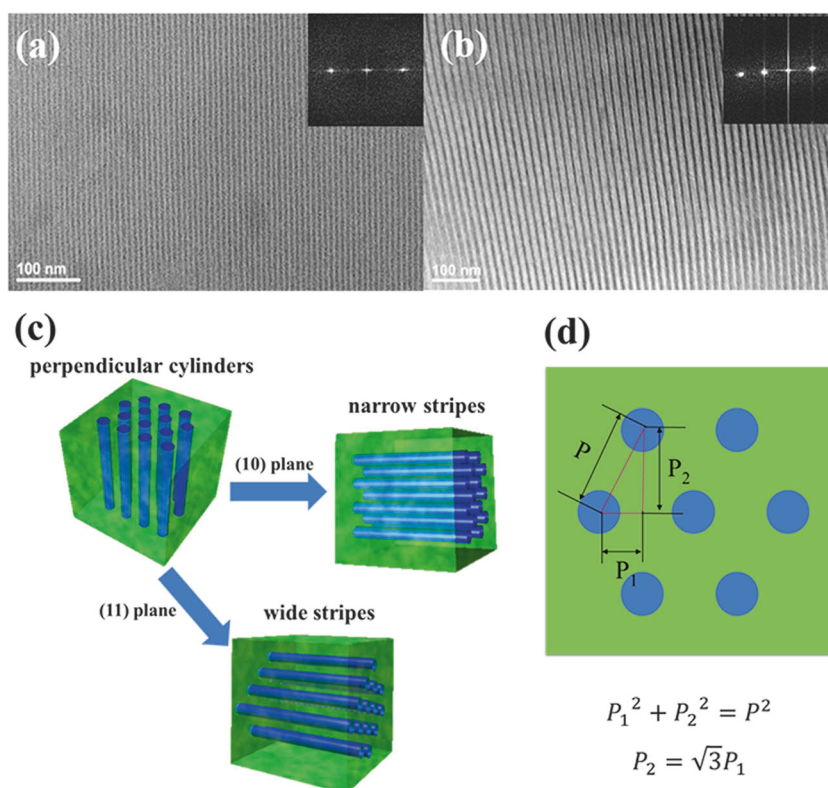 (a)
(b)
100 nm
100 nm
(c)
(d)
perpendicular cylinders
narrow stripes
(10) plane
(11) plane
wide stripes
P
P₂
P₁
P₁² + P₂² = P²
P₂ = √3P₁